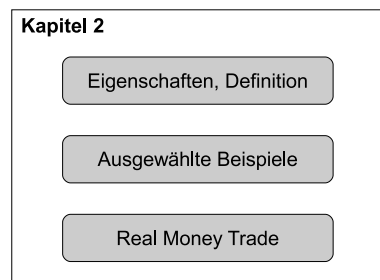 Kapitel 2
Eigenschaften, Definition
Ausgewählte Beispiele
Real Money Trade